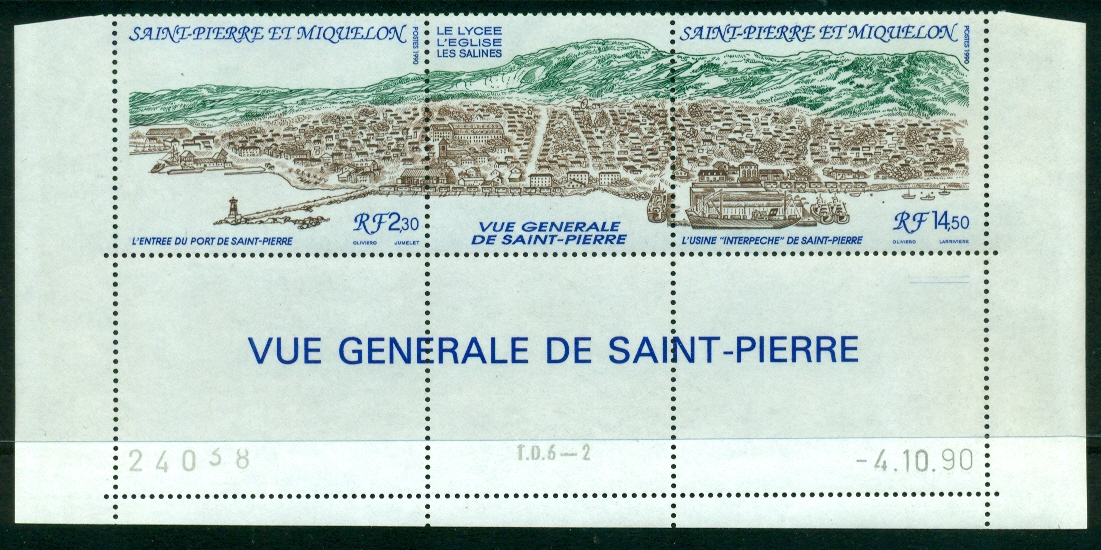 SAINT-PIERRE ET MIQUELON
POSTES 1990
LE LYCEE
L'EGLISE
LES SALINES
SAINT-PIERRE ET MIQUELON
POSTES 1990
RF 2,30
L'ENTREE DU PORT DE SAINT-PIERRE
OLIVIERO JUMELET
VUE GENERALE
DE SAINT-PIERRE
RF 14,50
L'USINE "INTERPECHE" DE SAINT-PIERRE
OLIVIERO LARRIVIERE
VUE GENERALE DE SAINT-PIERRE
24038
T.D.6-2
-4.10.90